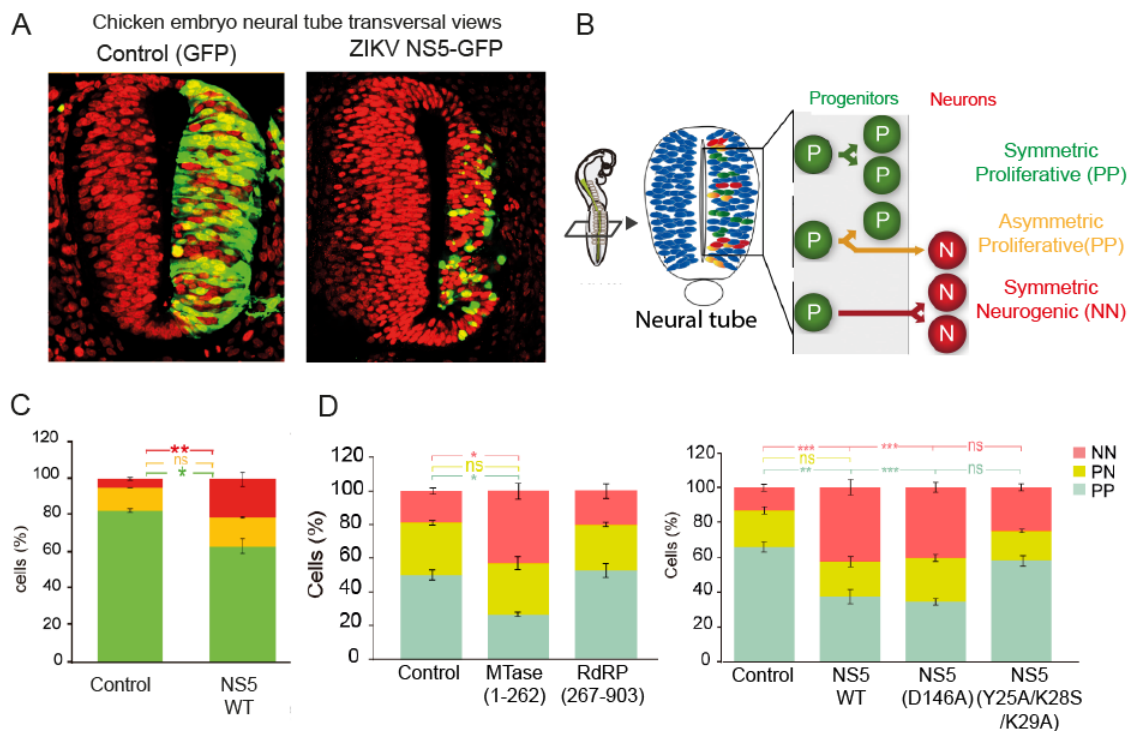 A
Chicken embryo neural tube transversal views
Control (GFP)
ZIKV NS5-GFP
B
Progenitors
Neurons
P
P
P
Symmetric
Proliferative (PP)
P
P
N
Asymmetric
Proliferative(PP)
P
N
N
Symmetric
Neurogenic (NN)
Neural tube
C
120
100
80
60
40
20
0
cells (%)
**
ns
*
Control
NS5
WT
D
120
100
80
60
40
20
0
Cells (%)
*
ns
*
Control
MTase
(1-262)
RdRP
(267-903)
120
100
80
60
40
20
0
Cells (%)
*** *** ns
ns
** *** ns
Control
NS5
WT
NS5
(D146A)
NS5
(Y25A/K28S
/K29A)
NN
PN
PP